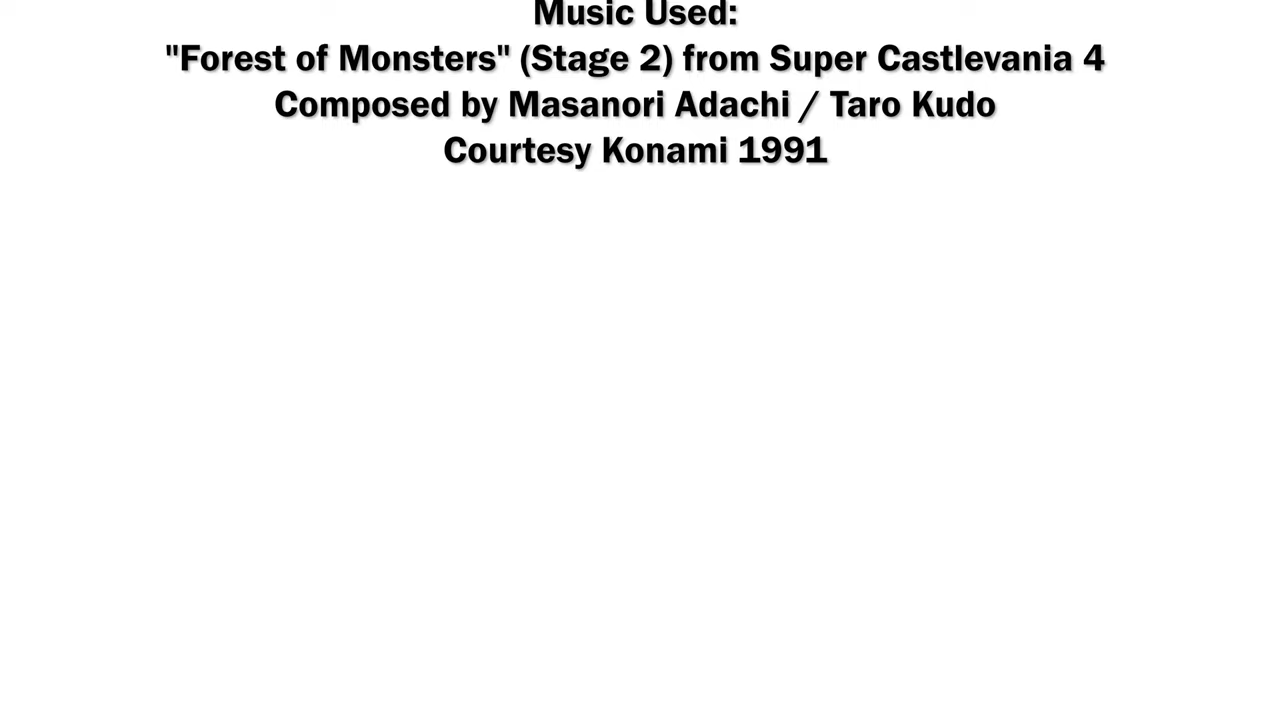 Music Used:
"Forest of Monsters" (Stage 2) from Super Castlevania 4
Composed by Masanori Adachi / Taro Kudo
Courtesy Konami 1991